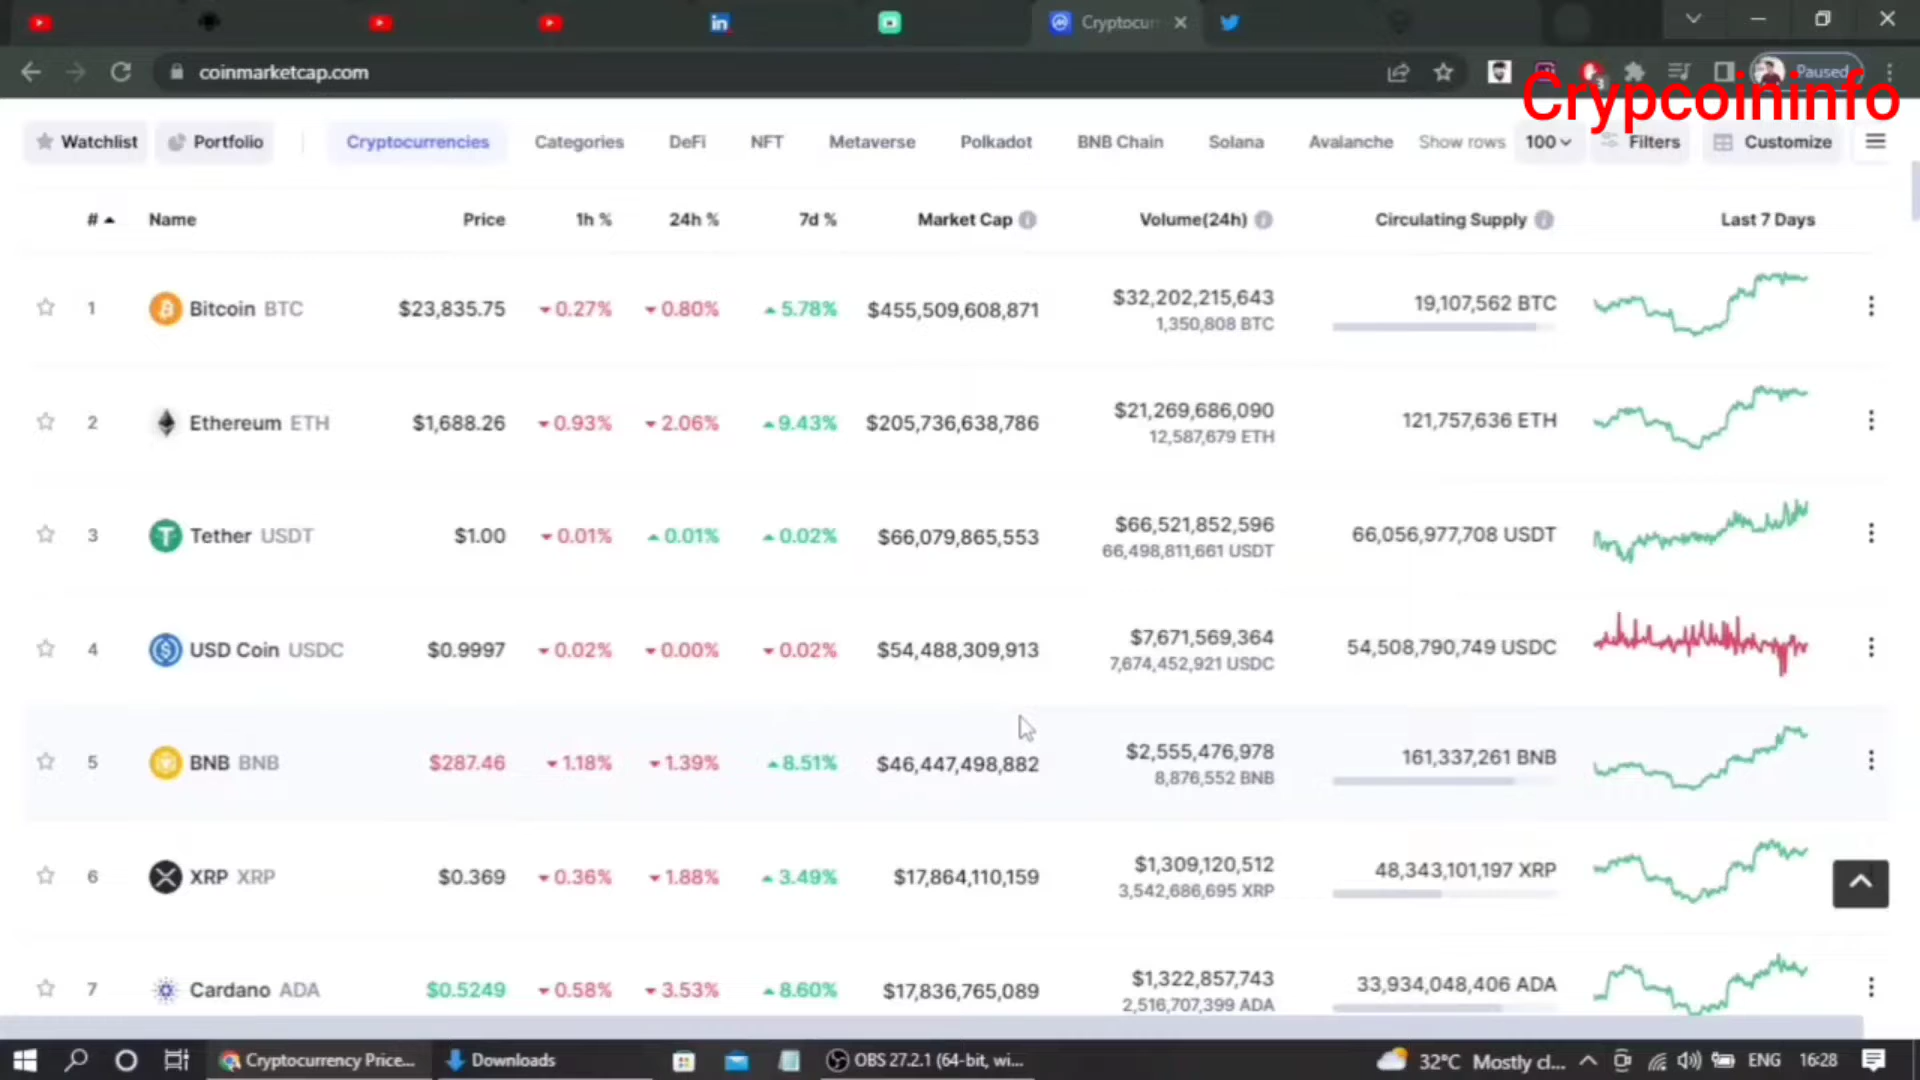 Cryptocur
coinmarketcap.com
Paused
Crypcoininfo
Watchlist
Portfolio
Cryptocurrencies
Categories
DeFi
NFT
Metaverse
Polkadot
BNB Chain
Solana
Avalanche
Show rows
100
Filters
Customize
# Name Price 1h % 24h % 7d % Market Cap Volume(24h) Circulating Supply Last 7 Days
1 Bitcoin BTC $23,835.75 0.27% 0.80% 5.78% $455,509,608,871 $32,202,215,643 19,107,562 BTC
1,350,808 BTC
2 Ethereum ETH $1,688.26 0.93% 2.06% 9.43% $205,736,638,786 $21,269,686,090 121,757,636 ETH
12,587,679 ETH
3 Tether USDT $1.00 0.01% 0.01% 0.02% $66,079,865,553 $66,521,852,596 66,056,977,708 USDT
66,498,811,661 USDT
4 USD Coin USDC $0.9997 0.02% 0.00% 0.02% $54,488,309,913 $7,671,569,364 54,508,790,749 USDC
7,674,452,921 USDC
5 BNB BNB $287.46 1.18% 1.39% 8.51% $46,447,498,882 $2,555,476,978 161,337,261 BNB
8,876,552 BNB
6 XRP XRP $0.369 0.36% 1.88% 3.49% $17,864,110,159 $1,309,120,512 48,343,101,197 XRP
3,542,686,695 XRP
7 Cardano ADA $0.5249 0.58% 3.53% 8.60% $17,836,765,089 $1,322,857,743 33,934,048,406 ADA
2,516,707,399 ADA
Cryptocurrency Price...
Downloads
OBS 27.2.1 (64-bit, wi...
32°C Mostly cl...
ENG
16:28